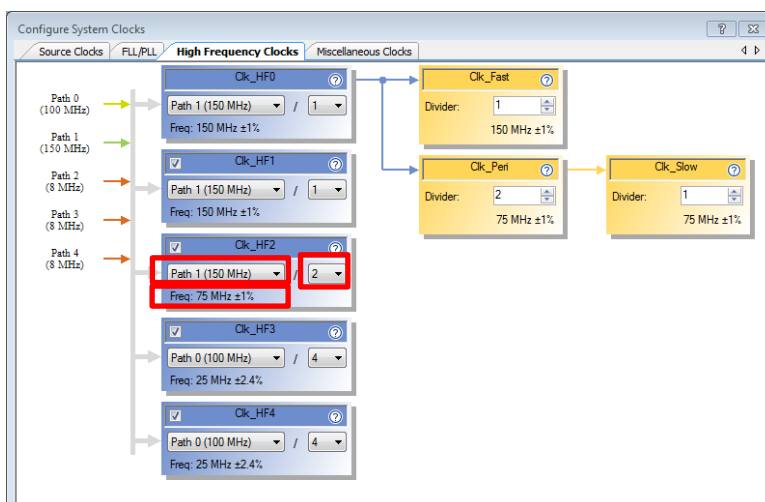 Configure System Clocks
Source Clocks FLL/PLL High Frequency Clocks Miscellaneous Clocks
Path 0
(100 MHz)
Path 1
(150 MHz)
Path 2
(8 MHz)
Path 3
(8 MHz)
Path 4
(8 MHz)
Clk_HF0
Path 1 (150 MHz) / 1
Freq: 150 MHz ±1%
Clk_HF1
Path 1 (150 MHz) / 1
Freq: 150 MHz ±1%
Clk_HF2
Path 1 (150 MHz) / 2
Freq: 75 MHz ±1%
Clk_HF3
Path 0 (100 MHz) / 4
Freq: 25 MHz ±2.4%
Clk_HF4
Path 0 (100 MHz) / 4
Freq: 25 MHz ±2.4%
Clk_Fast
Divider: 1
150 MHz ±1%
Clk_Peri
Divider: 2
75 MHz ±1%
Clk_Slow
Divider: 1
75 MHz ±1%